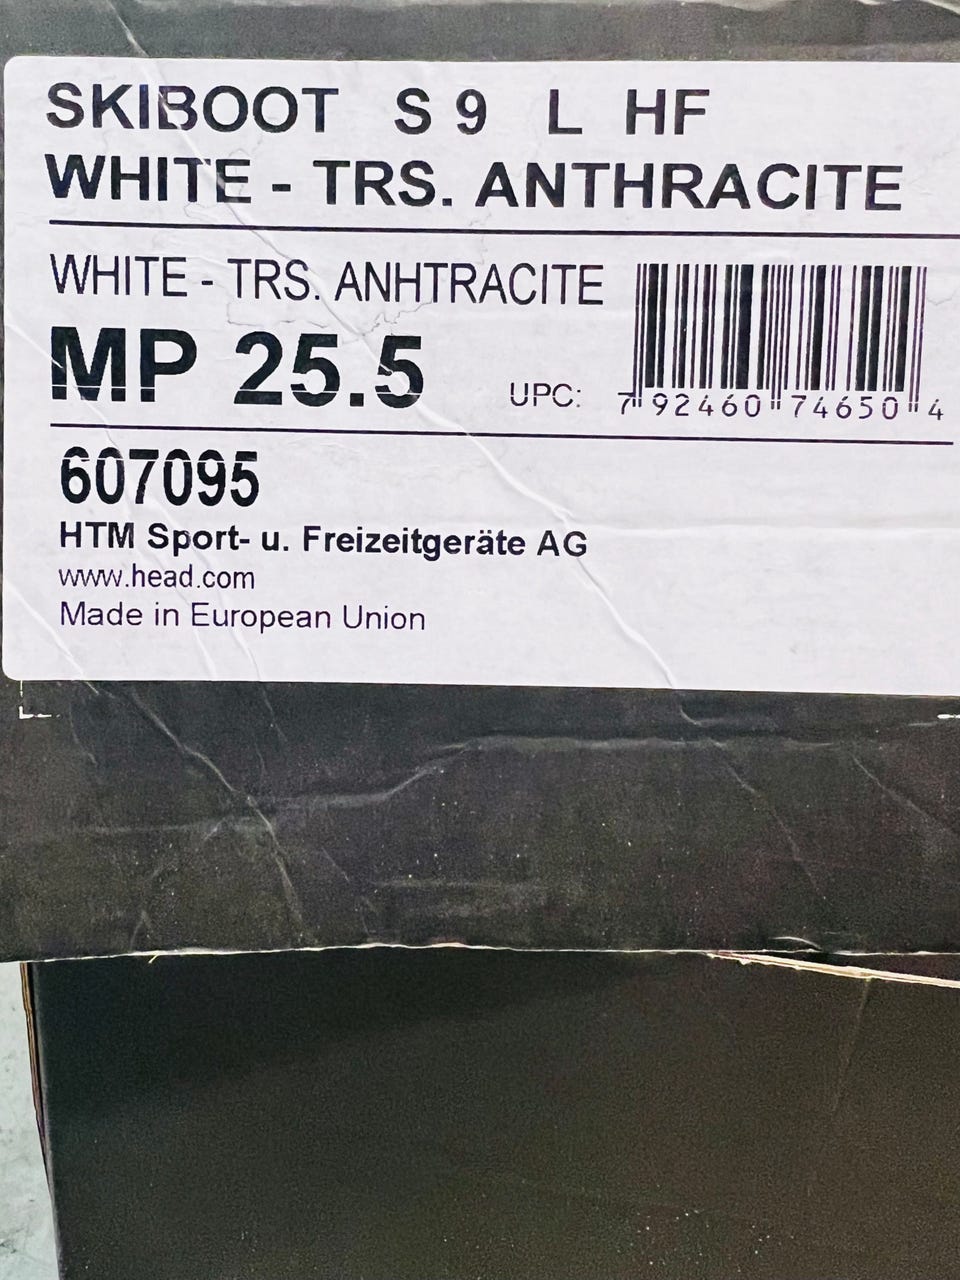 SKIBOOT S 9 L HF
WHITE - TRS. ANTHRACITE
WHITE - TRS. ANHTRACITE
MP 25.5
UPC: 7 92460 74650 4
607095
HTM Sport- u. Freizeitgeräte AG
www.head.com
Made in European Union